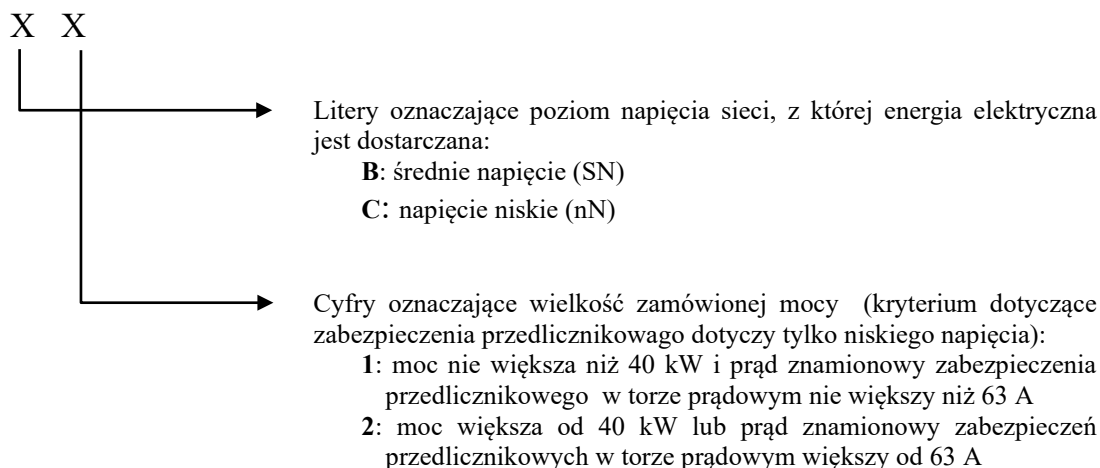 X X
Litery oznaczające poziom napięcia sieci, z której energia elektryczna
jest dostarczana:
B: średnie napięcie (SN)
C: napięcie niskie (nN)
Cyfry oznaczające wielkość zamówionej mocy (kryterium dotyczące
zabezpieczenia przedlicznikowago dotyczy tylko niskiego napięcia):
1: moc nie większa niż 40 kW i prąd znamionowy zabezpieczenia
przedlicznikowego w torze prądowym nie większy niż 63 A
2: moc większa od 40 kW lub prąd znamionowy zabezpieczeń
przedlicznikowych w torze prądowym większy od 63 A